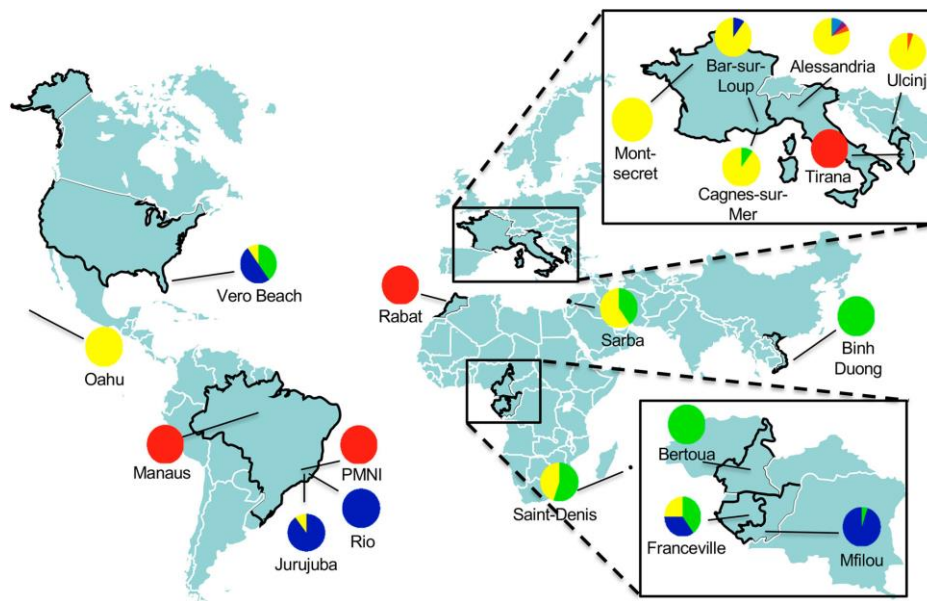 Bar-sur-
Loup
Alessandria
Ulcinj
Mont-
secret
Cagnes-sur-
Mer
Tirana
Vero Beach
Oahu
Rabat
Sarba
Binh
Duong
Manaus
PMNI
Rio
Jurujuba
Saint-Denis
Bertoua
Franceville
Mfilou